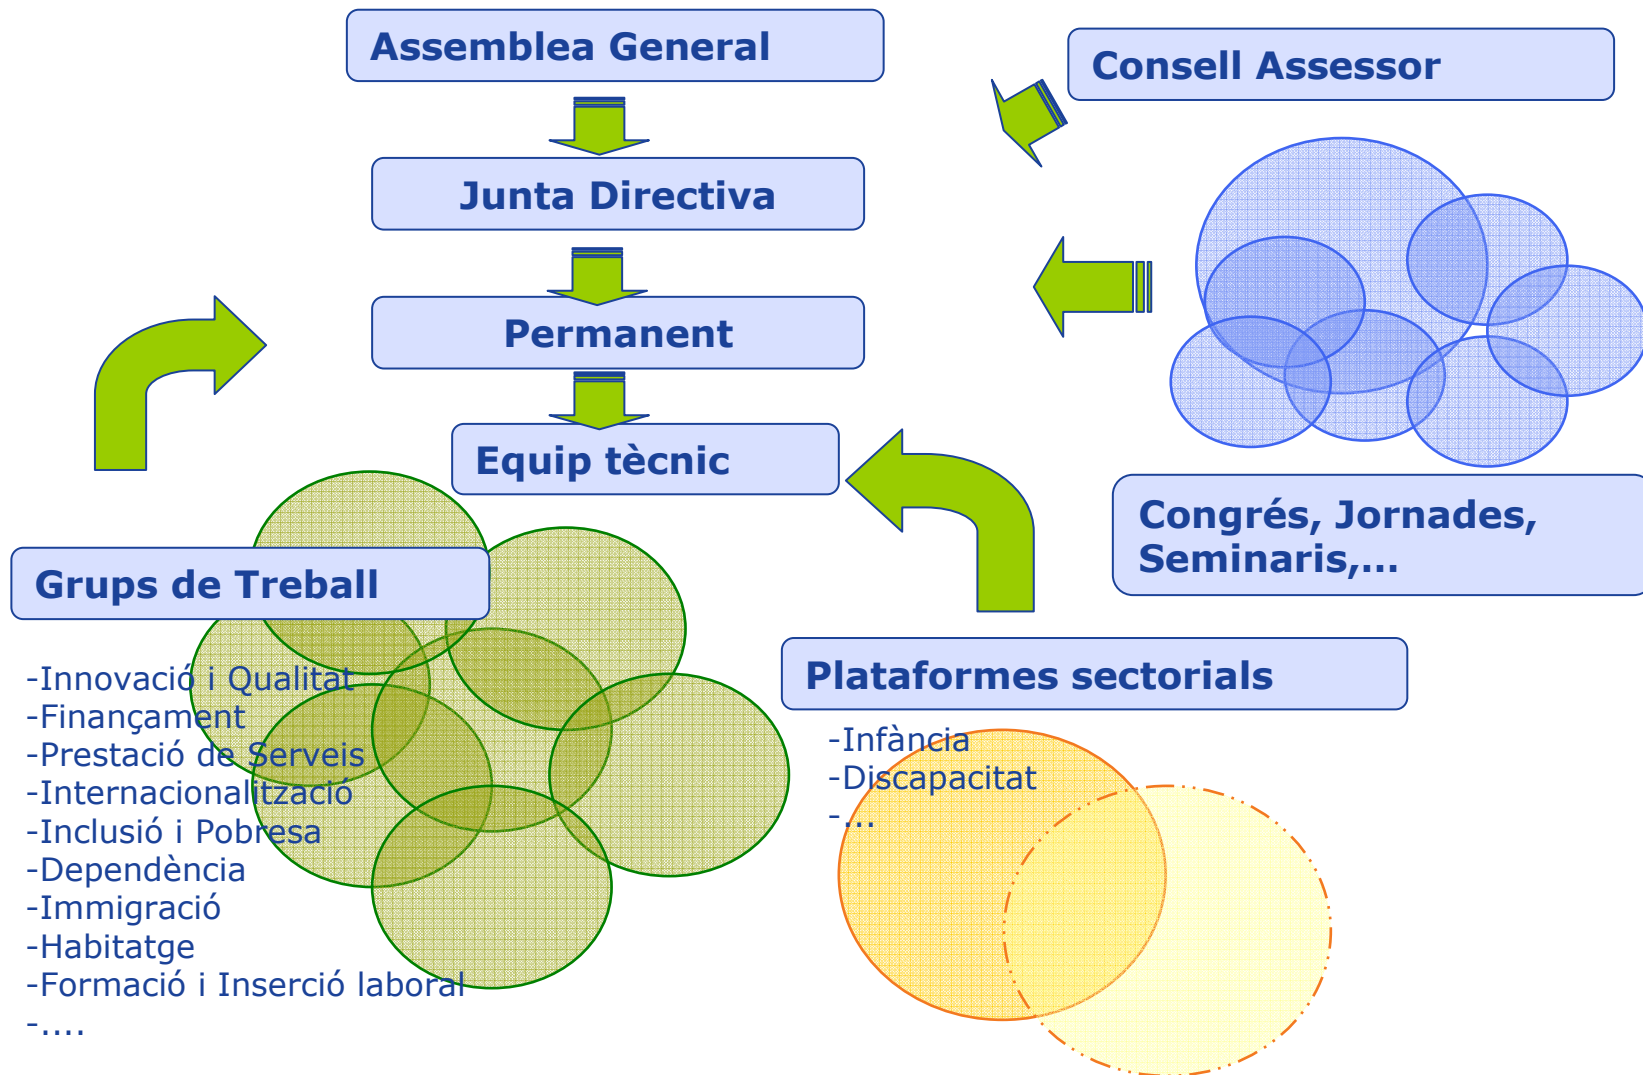 Assemblea General
Consell Assessor
Junta Directiva
Permanent
Equip tècnic
Congrés, Jornades,
Seminaris,...
Grups de Treball
-Innovació i Qualitat
-Finançament
-Prestació de Serveis
-Internacionalització
-Inclusió i Pobresa
-Dependència
-Immigració
-Habitatge
-Formació i Inserció laboral
-....
Plataformes sectorials
-Infància
-Discapacitat
-...